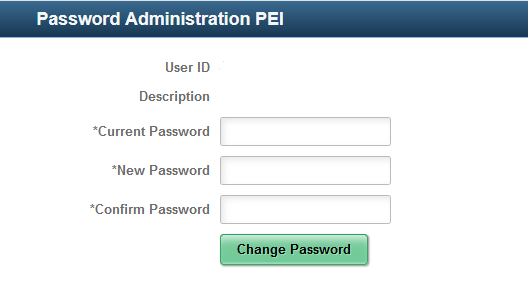 Password Administration PEI
User ID
Description
*Current Password
*New Password
*Confirm Password
Change Password